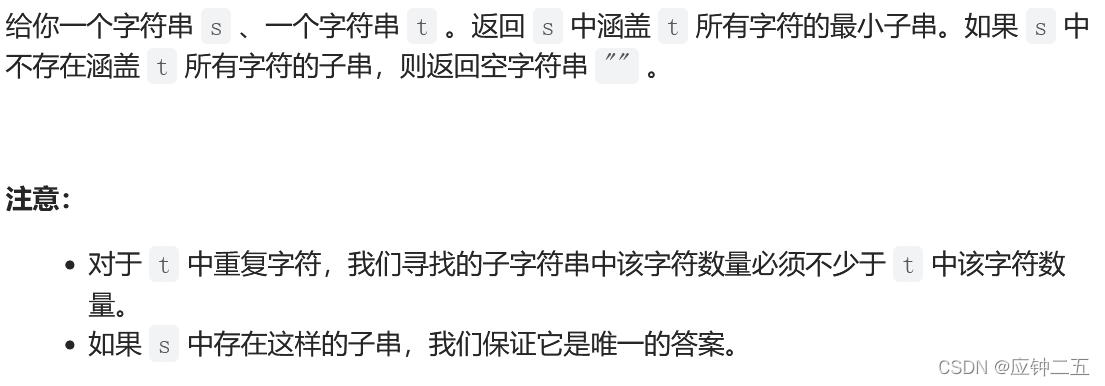 给你一个字符串 s 、一个字符串 t 。返回 s 中涵盖 t 所有字符的最小子串。如果 s 中
不存在涵盖 t 所有字符的子串，则返回空字符串 "" 。
注意：
• 对于 t 中重复字符，我们寻找的子字符串中该字符数量必须不少于 t 中该字符数
量。
• 如果 s 中存在这样的子串，我们保证它是唯一的答案。
CSDN @应钟二五